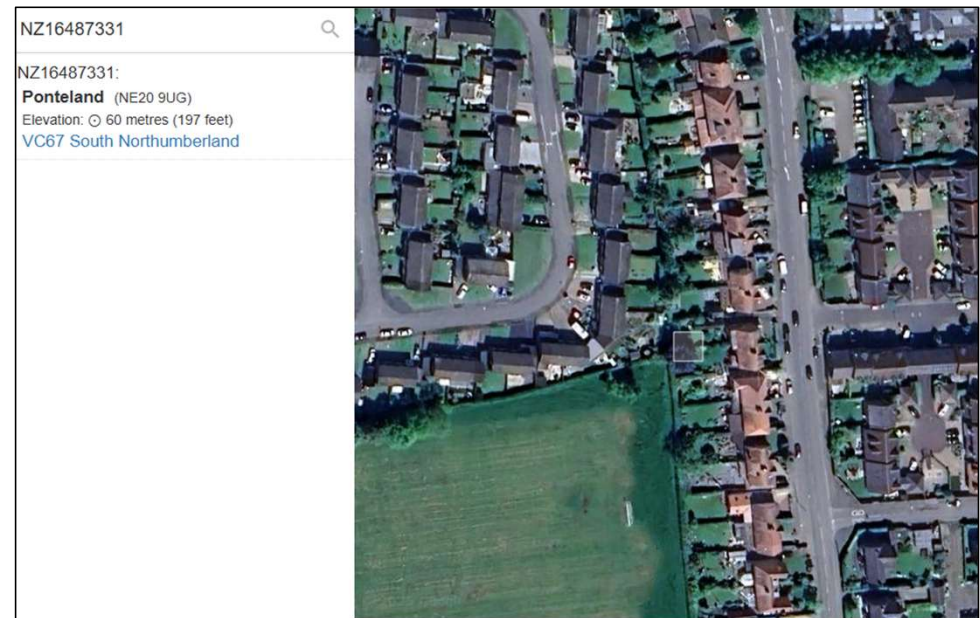 NZ16487331
NZ16487331:
Ponteland (NE20 9UG)
Elevation: ⊙ 60 metres (197 feet)
VC67 South Northumberland